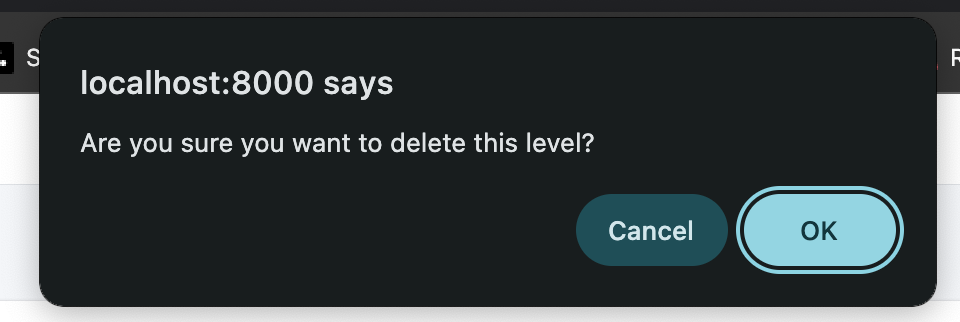 S
R
localhost:8000 says
Are you sure you want to delete this level?
Cancel
OK